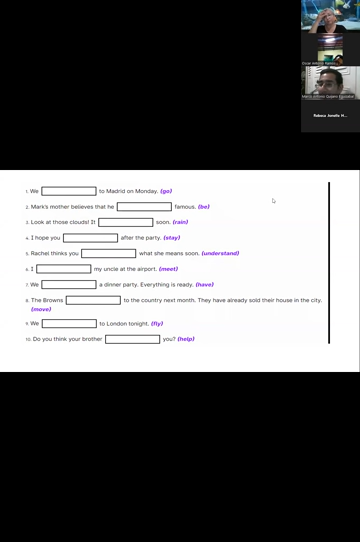 Rebeca Janeth H...
1. We to Madrid on Monday. (go)
2. Mark's mother believes that he famous. (be)
3. Look at those clouds! It soon. (rain)
4. I hope you after the party. (stay)
5. Rachel thinks you what she means soon. (understand)
6. I my uncle at the airport. (meet)
7. We a dinner party. Everything is ready. (have)
8. The Browns to the country next month. They have already sold their house in the city.
(move)
9. We to London tonight. (fly)
10. Do you think your brother you? (help)